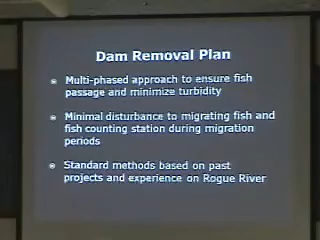 Dam Removal Plan
Multi-phased approach to ensure fish
passage and minimize turbidity
Minimal disturbance to migrating fish and
fish counting station during migration
periods
Standard methods based on past
projects and experience on Rogue River